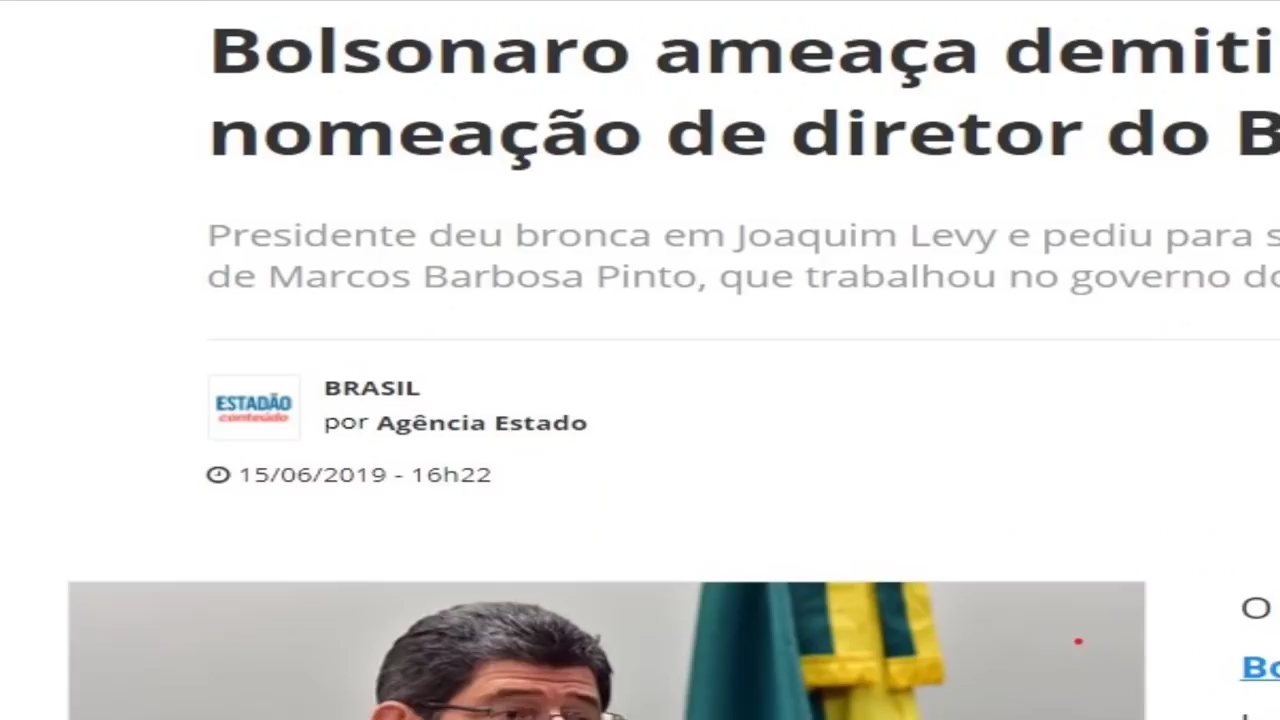 Bolsonaro ameaça demiti
nomeação de diretor do B
Presidente deu bronca em Joaquim Levy e pediu para s
de Marcos Barbosa Pinto, que trabalhou no governo do
ESTADÃO
conteúdo
BRASIL
por Agência Estado
15/06/2019 - 16h22
O
Bo